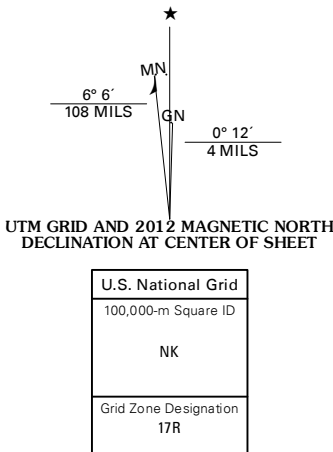 ★
MN
GN
6° 6´
108 MILS
0° 12´
4 MILS
UTM GRID AND 2012 MAGNETIC NORTH
DECLINATION AT CENTER OF SHEET
U.S. National Grid
100,000-m Square ID
NK
Grid Zone Designation
17R